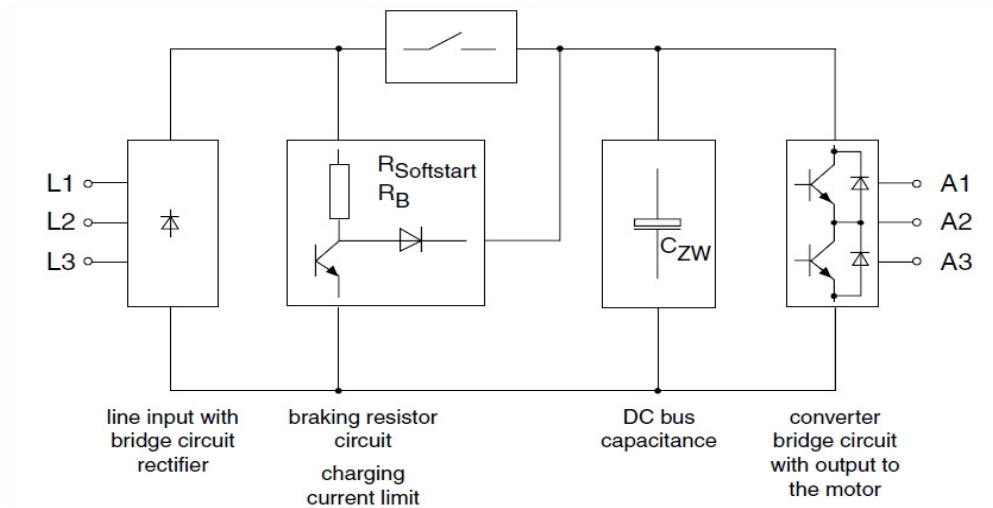 L1
L2
L3
RSoftstart
RB
CZW
A1
A2
A3
line input with
bridge circuit
rectifier
braking resistor
circuit
charging
current limit
DC bus
capacitance
converter
bridge circuit
with output to
the motor